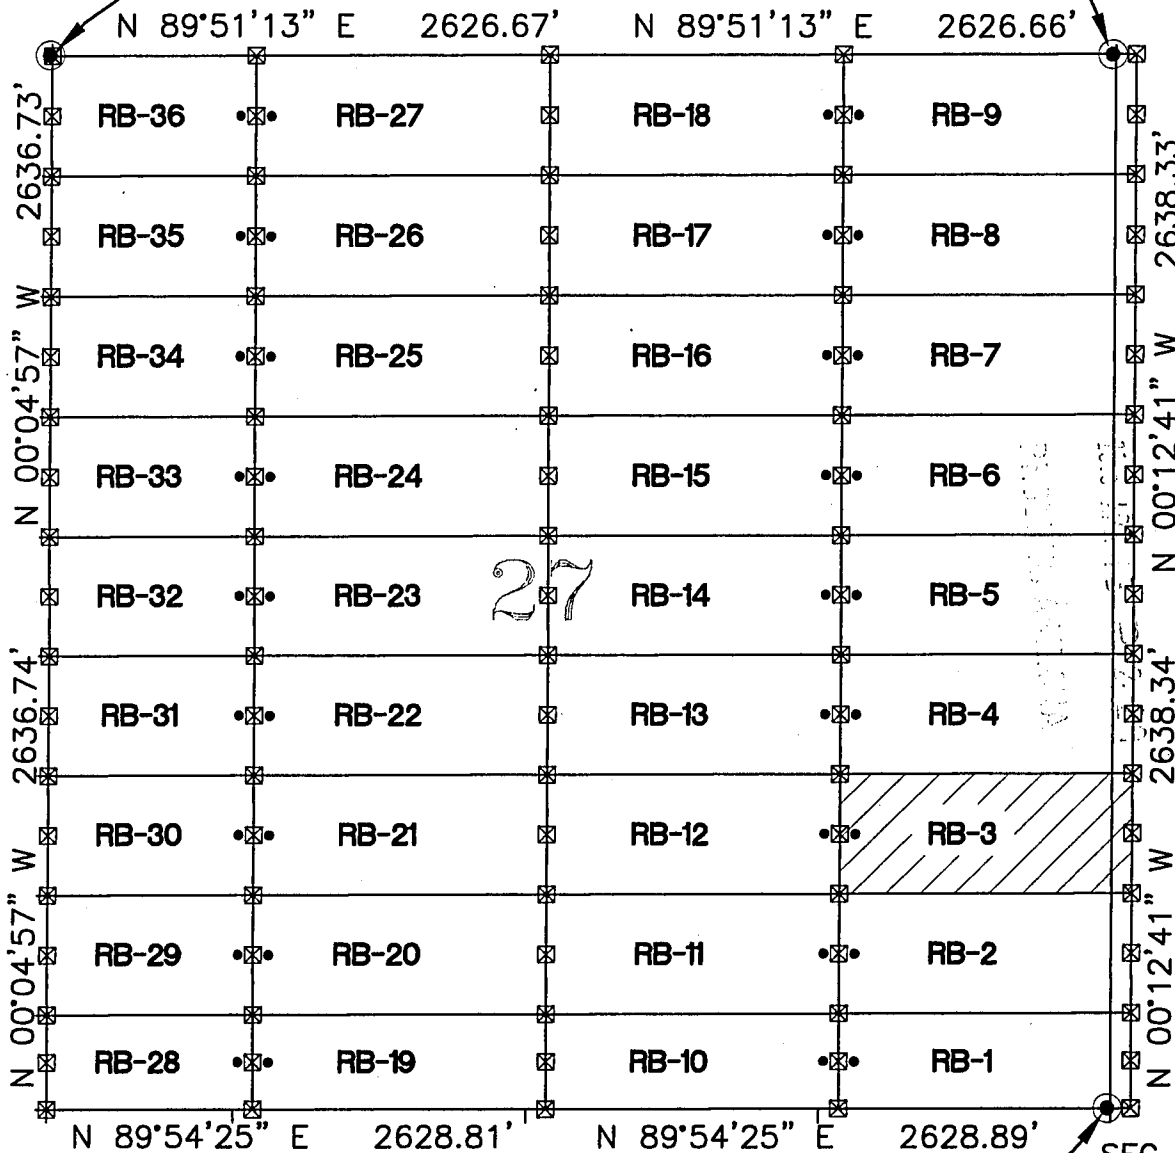 N 89°51'13" E 2626.67' N 89°51'13" E 2626.66'
2636.73'
N 00°04'57" W
2636.74'
N 00°04'57" W
RB-36 RB-27 RB-18 RB-9
RB-35 RB-26 RB-17 RB-8
RB-34 RB-25 RB-16 RB-7
RB-33 RB-24 RB-15 RB-6
27
RB-32 RB-23 RB-14 RB-5
RB-31 RB-22 RB-13 RB-4
RB-30 RB-21 RB-12 RB-3
RB-29 RB-20 RB-11 RB-2
RB-28 RB-19 RB-10 RB-1
2638.33'
N 00°12'41" W
2638.34'
N 00°12'41" W
N 89°54'25" E 2628.81' N 89°54'25" E 2628.89'
SEC